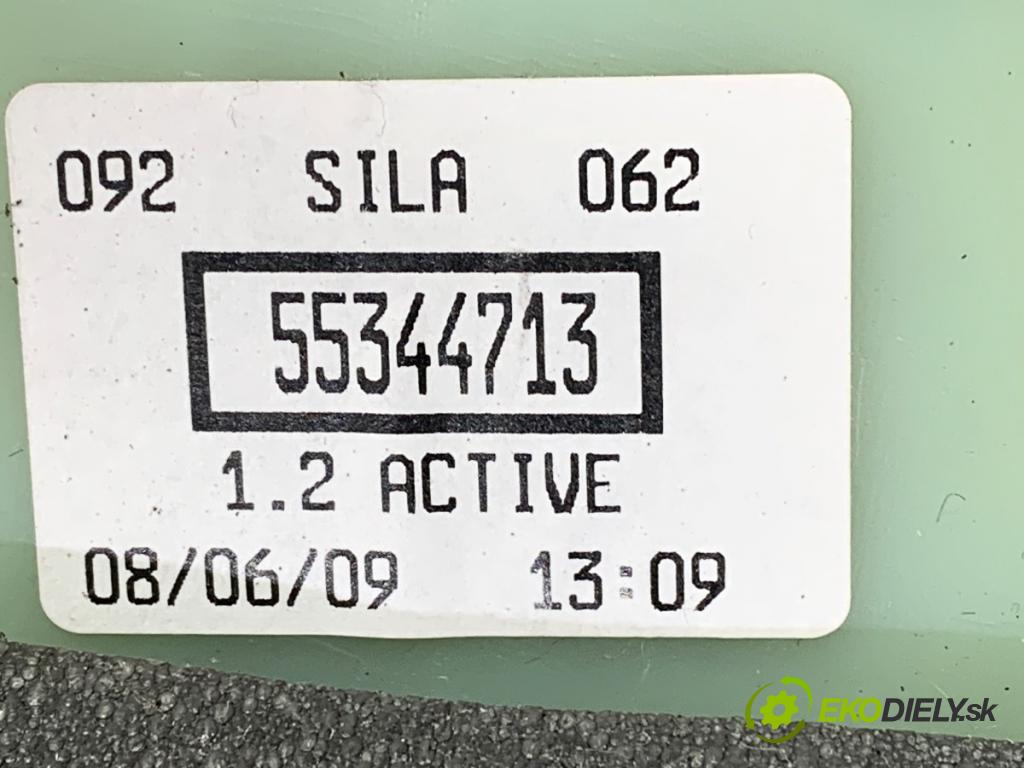 092 SILA 062
55344713
1.2 ACTIVE
08/06/09 13:09
EKODIELY.sk